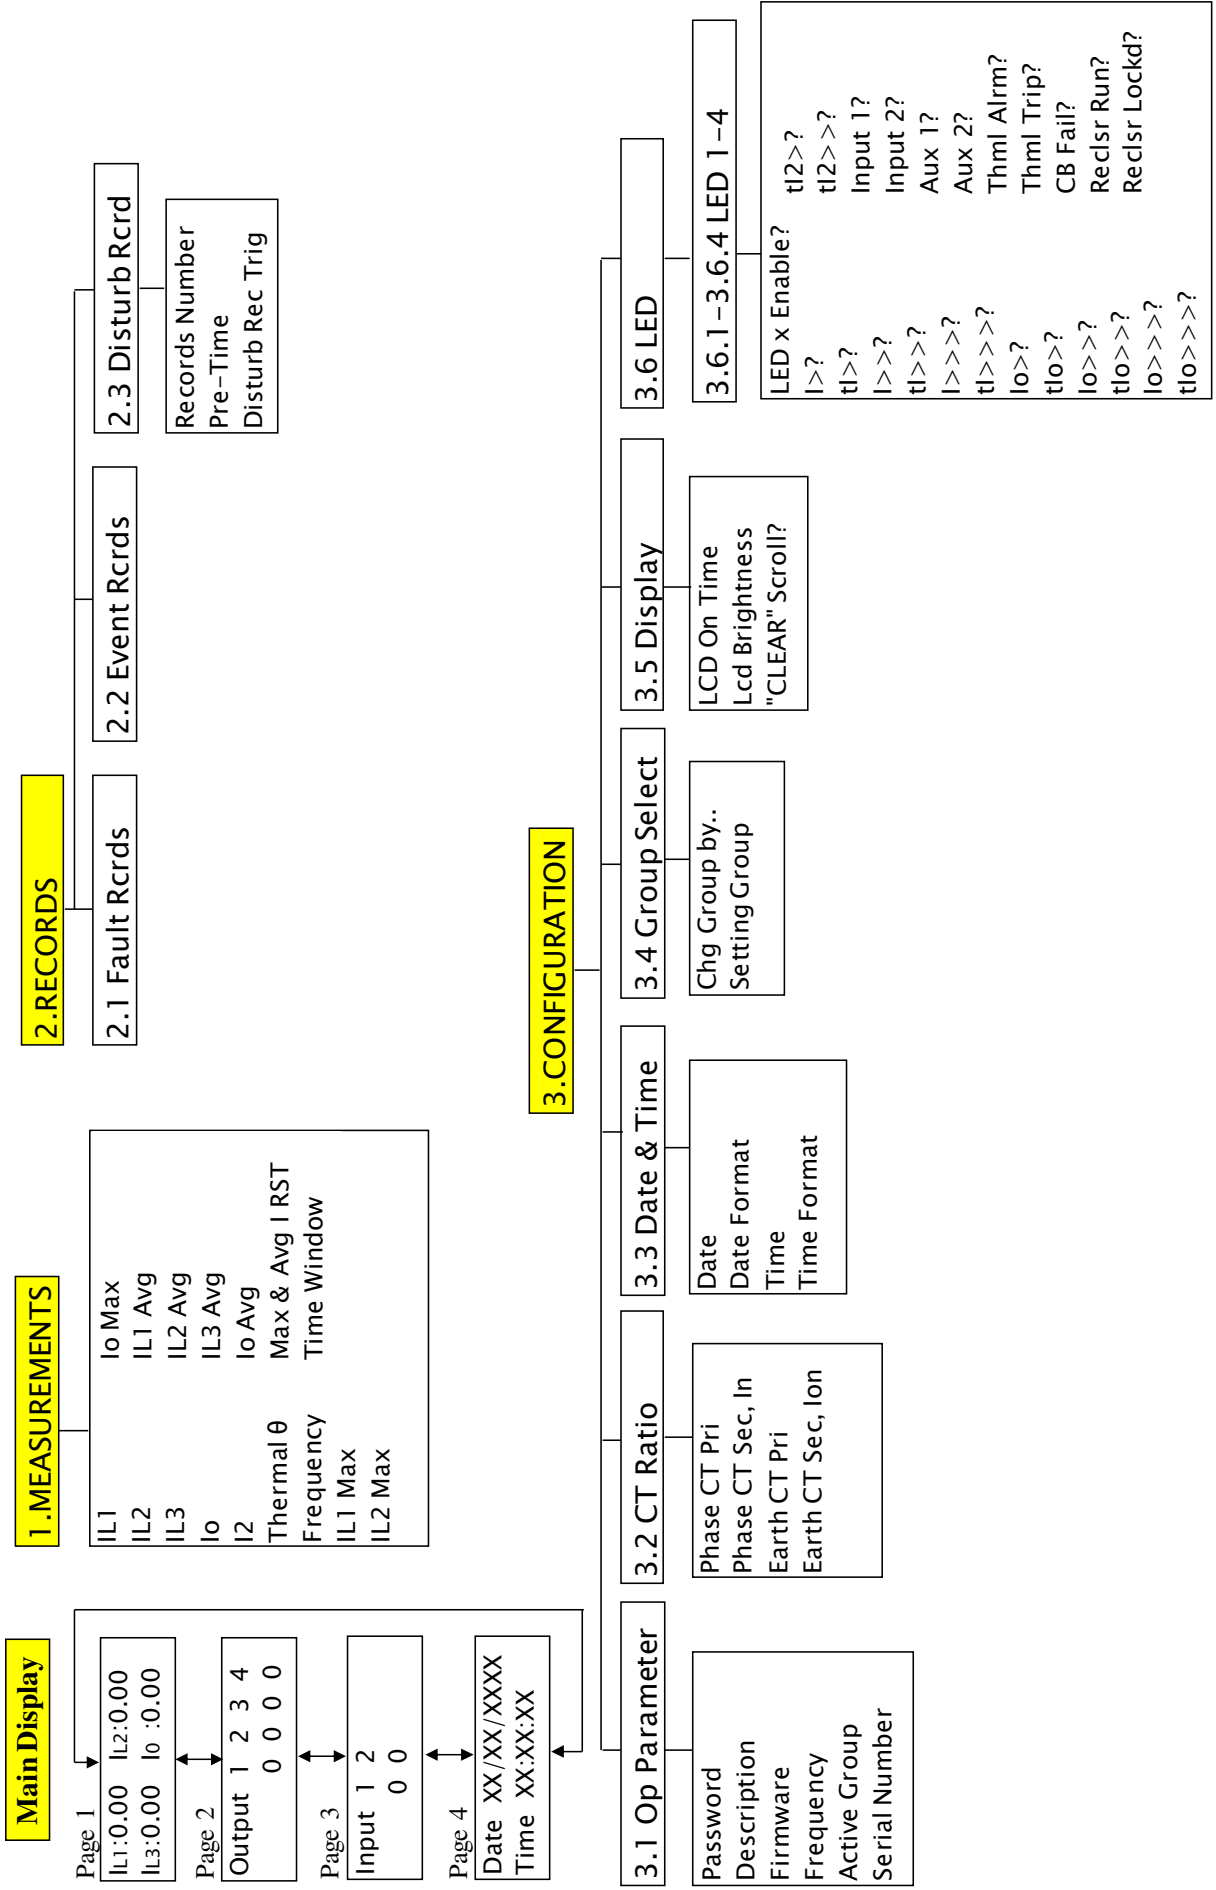 Main Display
Page 1
IL1:0.00 IL2:0.00
IL3:0.00 Io :0.00
Page 2
Output 1 2 3 4
0 0 0 0
Page 3
Input 1 2
0 0
Page 4
Date XX/XX/XXXX
Time XX:XX:XX
1.MEASUREMENTS
IL1
IL2
IL3
Io
I2
Thermal θ
Frequency
IL1 Max
IL2 Max
Io Max
IL1 Avg
IL2 Avg
IL3 Avg
Io Avg
Max & Avg I RST
Time Window
2.RECORDS
2.1 Fault Rcrds
2.2 Event Rcrds
2.3 Disturb Rcrd
Records Number
Pre-Time
Disturb Rec Trig
3.CONFIGURATION
3.1 Op Parameter
Password
Description
Firmware
Frequency
Active Group
Serial Number
3.2 CT Ratio
Phase CT Pri
Phase CT Sec, In
Earth CT Pri
Earth CT Sec, Ion
3.3 Date & Time
Date
Date Format
Time
Time Format
3.4 Group Select
Chg Group by..
Setting Group
3.5 Display
LCD On Time
Lcd Brightness
"CLEAR" Scroll?
3.6 LED
3.6.1-3.6.4 LED 1-4
LED x Enable?
I>?
tI>?
I>>?
tI>>?
I>>>?
tI>>>?
Io>?
tIo>?
Io>>?
tIo>>?
Io>>>?
tIo>>>?
tI2>?
tI2>>?
Input 1?
Input 2?
Aux 1?
Aux 2?
Thml Alrm?
Thml Trip?
CB Fail?
Reclsr Run?
Reclsr Lockd?